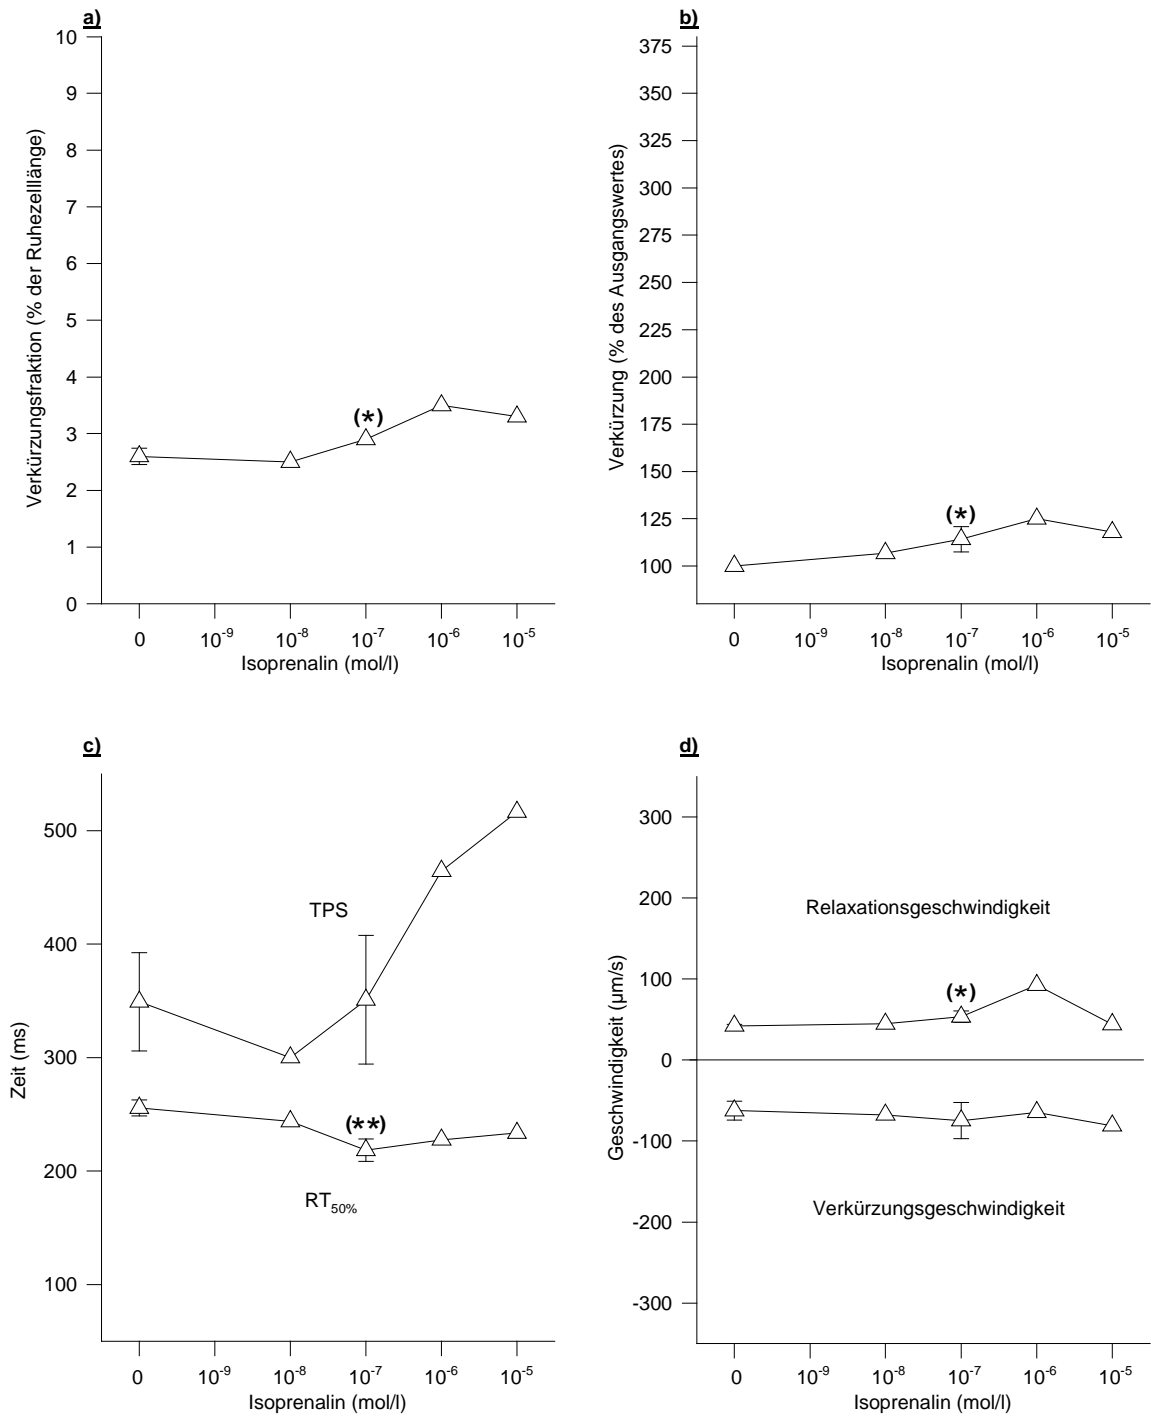 a)
10
9
8
7
6
5
4
3
2
1
0
Verkürzungsfraktion (% der Ruhezelllänge)
(*)
0 10⁻⁹ 10⁻⁸ 10⁻⁷ 10⁻⁶ 10⁻⁵
Isoprenalin (mol/l)
b)
375
350
325
300
275
250
225
200
175
150
125
100
Verkürzung (% des Ausgangswertes)
(*)
0 10⁻⁹ 10⁻⁸ 10⁻⁷ 10⁻⁶ 10⁻⁵
Isoprenalin (mol/l)
c)
500
400
300
200
100
Zeit (ms)
TPS
(**)
RT50%
0 10⁻⁹ 10⁻⁸ 10⁻⁷ 10⁻⁶ 10⁻⁵
Isoprenalin (mol/l)
d)
300
200
100
0
-100
-200
-300
Geschwindigkeit (µm/s)
Relaxationsgeschwindigkeit
(*)
Verkürzungsgeschwindigkeit
0 10⁻⁹ 10⁻⁸ 10⁻⁷ 10⁻⁶ 10⁻⁵
Isoprenalin (mol/l)